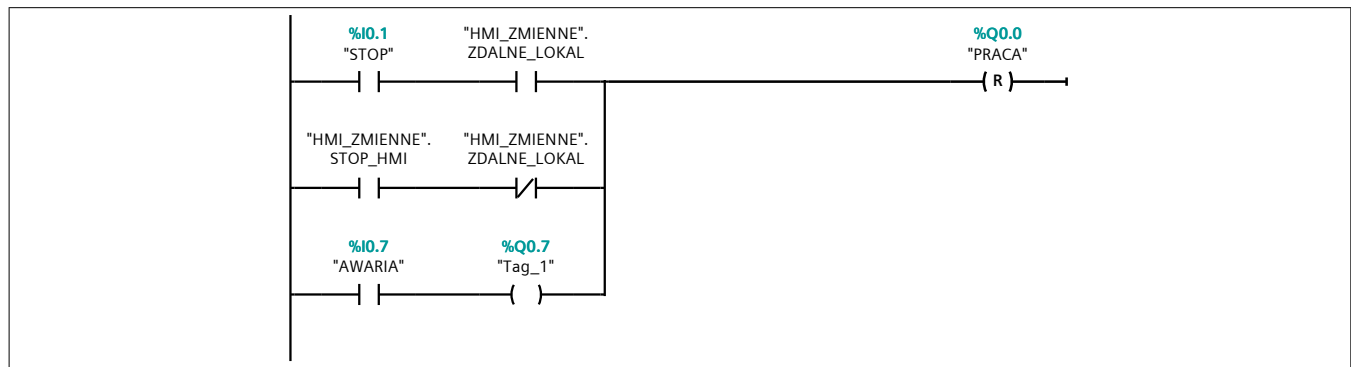 %I0.1
"STOP"
"HMI_ZMIENNE".
ZDALNE_LOKAL
%Q0.0
"PRACA"
R
"HMI_ZMIENNE".
STOP_HMI
"HMI_ZMIENNE".
ZDALNE_LOKAL
%I0.7
"AWARIA"
%Q0.7
"Tag_1"